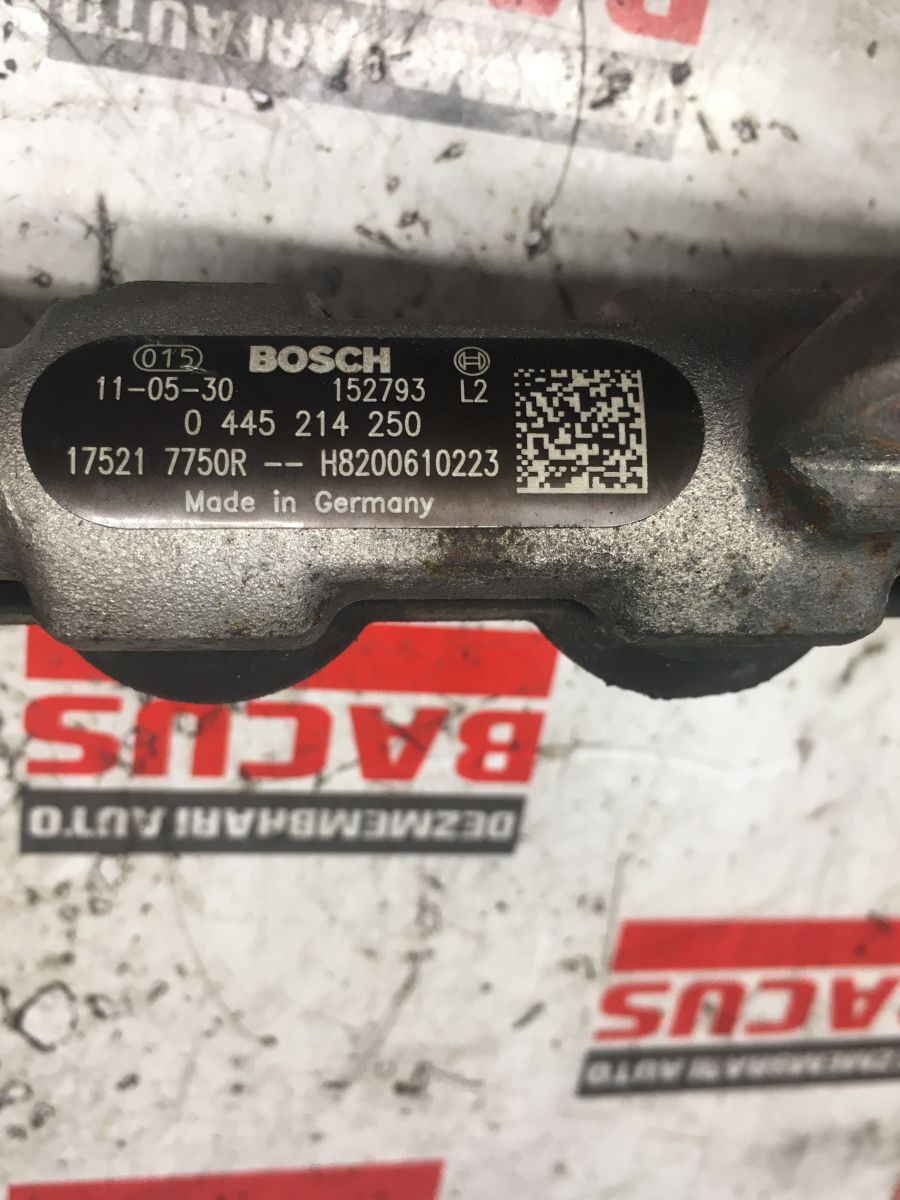 015 BOSCH
11-05-30 152793 L2
0 445 214 250
17521 7750R -- H8200610223
Made in Germany
BACUS
DEZMEMBRARI AUTO
BACUS
DEZMEMBRARI AUTO